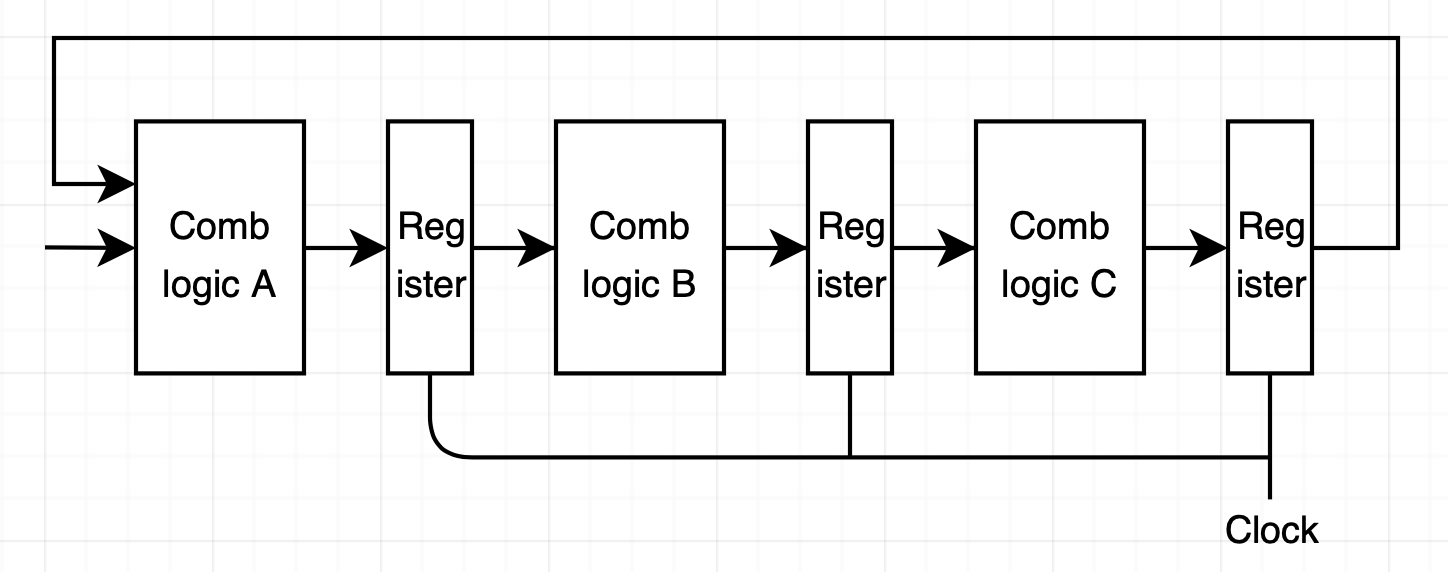 Comb
logic A
Reg
ister
Comb
logic B
Reg
ister
Comb
logic C
Reg
ister
Clock